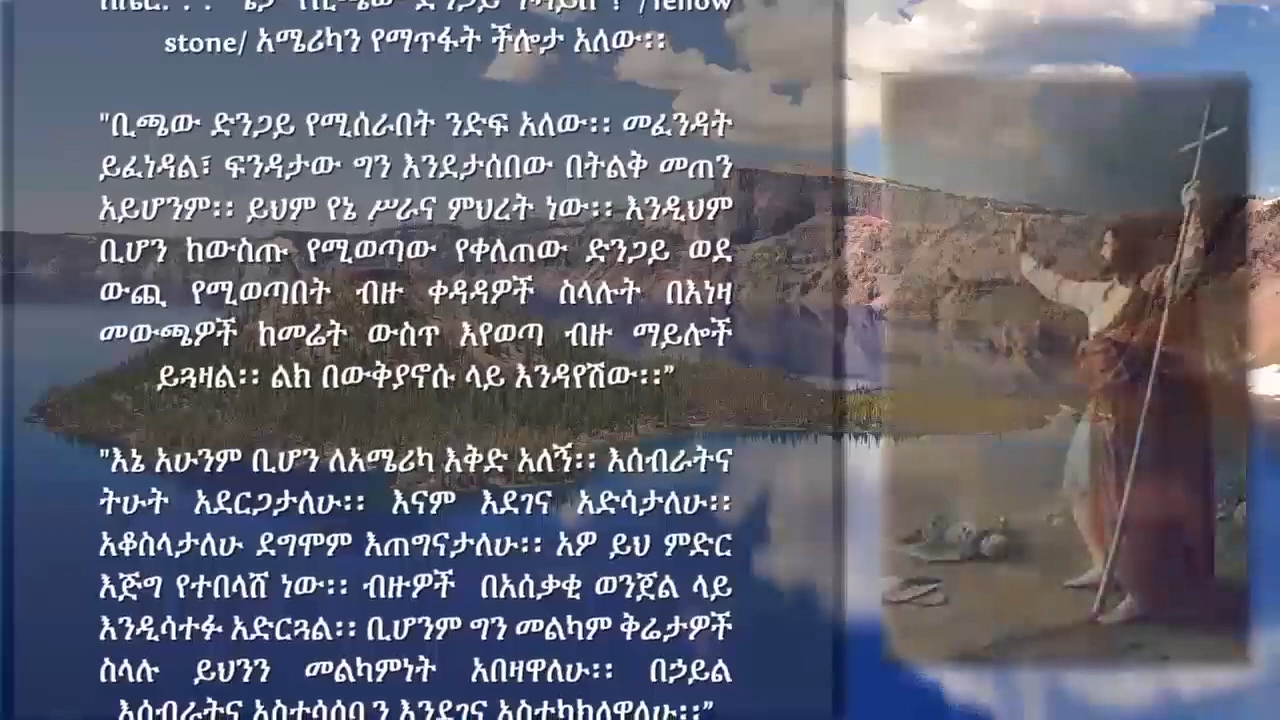 stone/ አሜሪካን የማጥፋት ችሎታ አለው፡፡
"ቢጫው ድንጋይ የሚሰራበት ንድፍ አለው፡፡ መፈንዳት
ይፈነዳል፣ ፍንዳታው ግን እንደታሰበው በትልቅ መጠን
አይሆንም፡፡ ይህም የኔ ሥራና ምህረት ነው፡፡ እንዲህም
ቢሆን ከውስጡ የሚወጣው የቀለጠው ድንጋይ ወደ
ውጪ የሚወጣበት ብዙ ቀዳዳዎች ስላሉት በእነዛ
መውጫዎች ከመሬት ውስጥ እየወጣ ብዙ ማይሎች
ይጓዛል፡፡ ልክ በውቅያኖሱ ላይ እንዳየሽው፡፡”
"እኔ አሁንም ቢሆን ለአሜሪካ እቅድ አለኝ፡፡ እሰብራትና
ትሁት አደርጋታለሁ፡፡ እናም እደገና አድሳታለሁ፡፡
አቆስላታለሁ ደግሞም እጠግናታለሁ፡፡ አዎ ይህ ምድር
እጅግ የተበላሸ ነው፡፡ ብዙዎች በአሰቃቂ ወንጀል ላይ
እንዲሳተፉ አድርጓል፡፡ ቢሆንም ግን መልካም ቅሬታዎች
ስላሉ ይህንን መልካምነት አበዛዋለሁ፡፡ በኃይል
እሰብራትና እንደገና